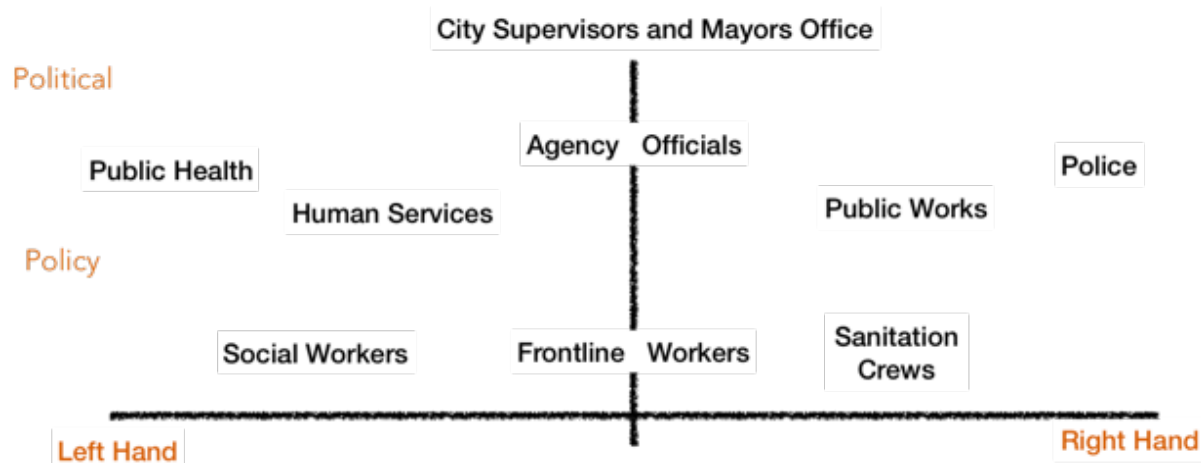 City Supervisors and Mayors Office
Political
Agency Officials
Public Health
Police
Human Services
Public Works
Policy
Social Workers
Frontline Workers
Sanitation
Crews
Left Hand
Right Hand